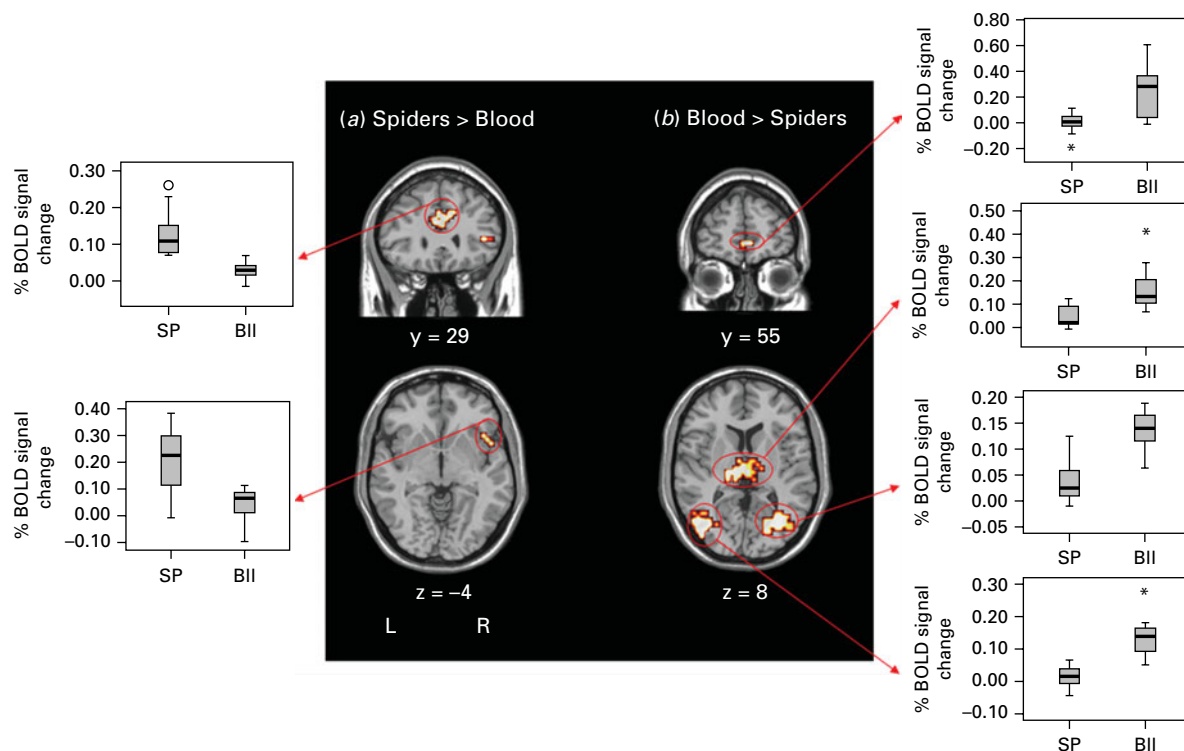 (a) Spiders > Blood
(b) Blood > Spiders
y = 29
y = 55
z = –4
z = 8
L R
% BOLD signal
change
0.30
0.20
0.10
0.00
SP BII
% BOLD signal
change
0.40
0.30
0.20
0.10
0.00
–0.10
SP BII
% BOLD signal
change
0.80
0.60
0.40
0.20
0.00
–0.20
*
SP BII
% BOLD signal
change
0.50
0.40
0.30
0.20
0.10
0.00
*
SP BII
% BOLD signal
change
0.20
0.15
0.10
0.05
0.00
–0.05
SP BII
% BOLD signal
change
0.30
0.20
0.10
0.00
–0.10
*
SP BII